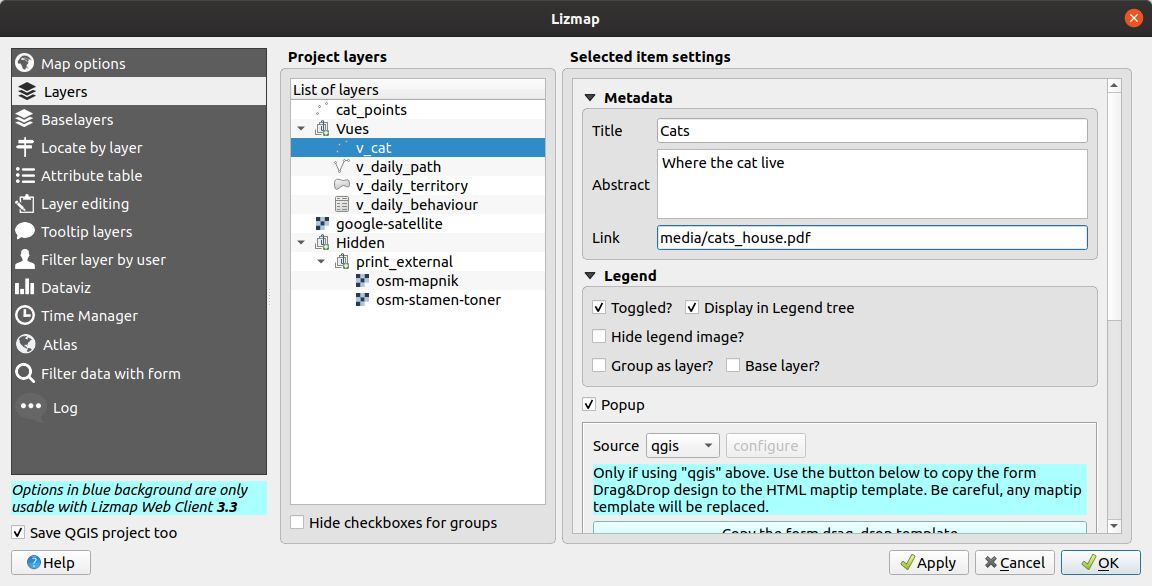 Lizmap
Map options
Layers
Baselayers
Locate by layer
Attribute table
Layer editing
Tooltip layers
Filter layer by user
Dataviz
Time Manager
Atlas
Filter data with form
Log
Options in blue background are only
usable with Lizmap Web Client 3.3
Save QGIS project too
Help
Project layers
List of layers
cat_points
Vues
v_cat
v_daily_path
v_daily_territory
v_daily_behaviour
google-satellite
Hidden
print_external
osm-mapnik
osm-stamen-toner
Hide checkboxes for groups
Selected item settings
Metadata
Title Cats
Abstract Where the cat live
Link media/cats_house.pdf
Legend
Toggled? Display in Legend tree
Hide legend image?
Group as layer? Base layer?
Popup
Source qgis configure
Only if using "qgis" above. Use the button below to copy the form
Drag&Drop design to the HTML maptip template. Be careful, any maptip
template will be replaced.
Copy the form drag_drop template
Apply Cancel OK